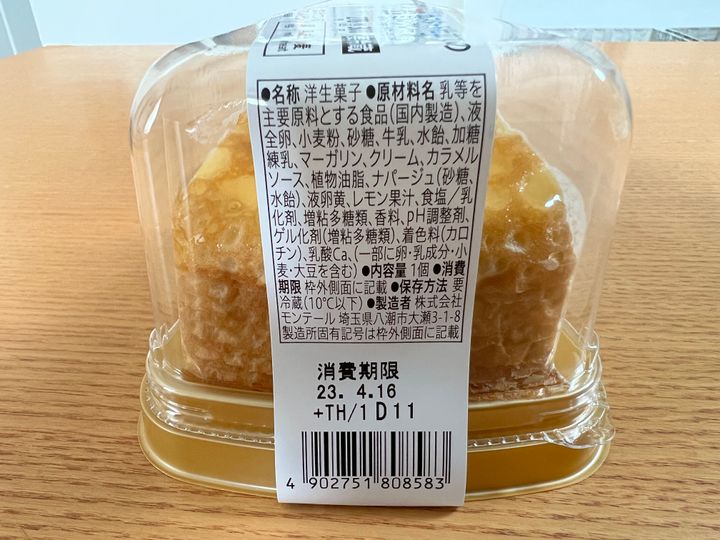 ●名称 洋生菓子 ●原材料名 乳等を
主要原料とする食品(国内製造)、液
全卵、小麦粉、砂糖、牛乳、水飴、加糖
練乳、マーガリン、クリーム、カラメル
ソース、植物油脂、ナパージュ(砂糖、
水飴)、液卵黄、レモン果汁、食塩／乳
化剤、増粘多糖類、香料、pH調整剤、
ゲル化剤(増粘多糖類)、着色料(カロ
チン)、乳酸Ca、(一部に卵・乳成分・小
麦・大豆を含む) ●内容量 1個 ●消費
期限 枠外側面に記載 ●保存方法 要
冷蔵(10℃以下) ●製造者 株式会社
モンテール 埼玉県八潮市大瀬3-1-8
製造所固有記号は枠外側面に記載
消費期限
23. 4.16
+TH/1 D11
4 902751 808583